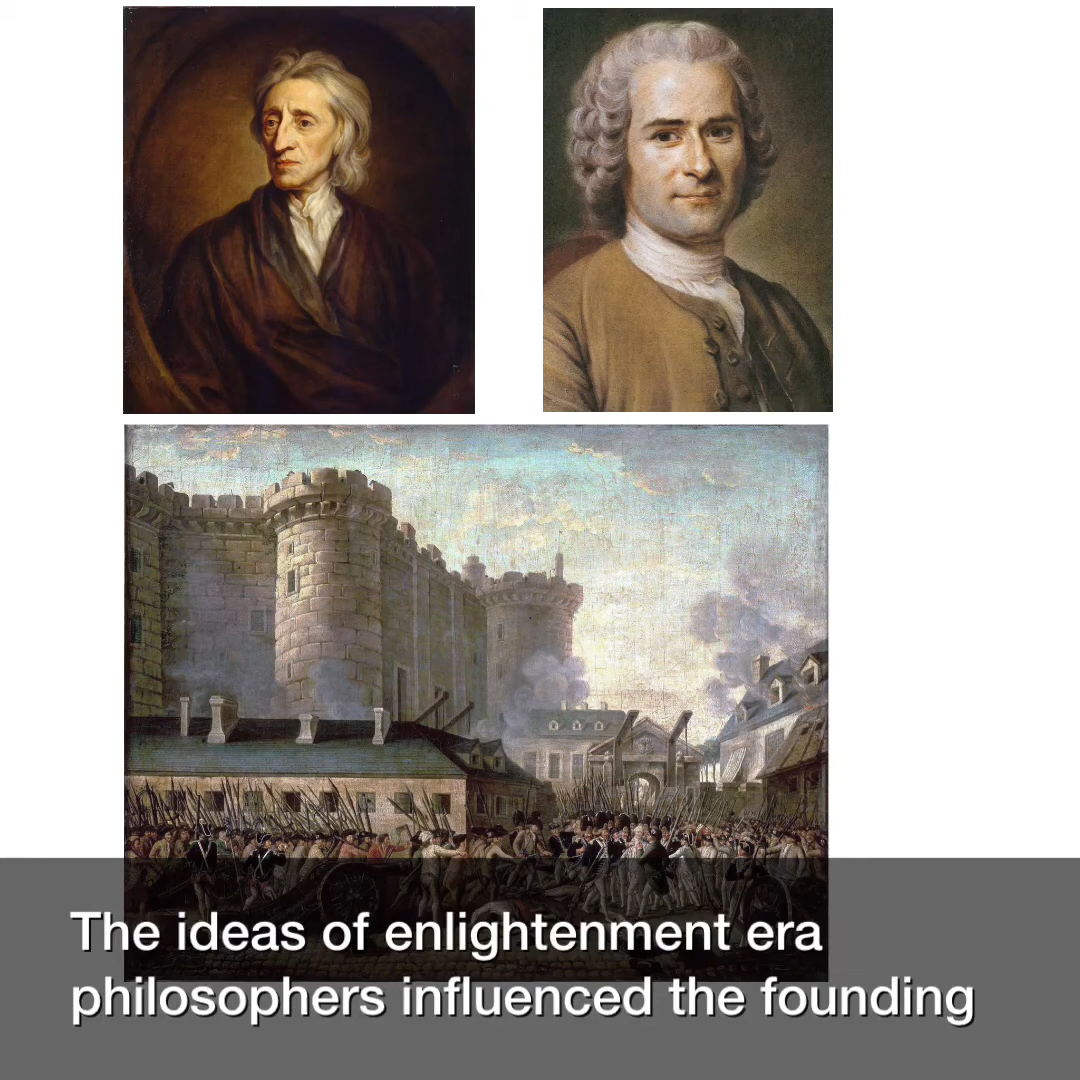 The ideas of enlightenment era
philosophers influenced the founding